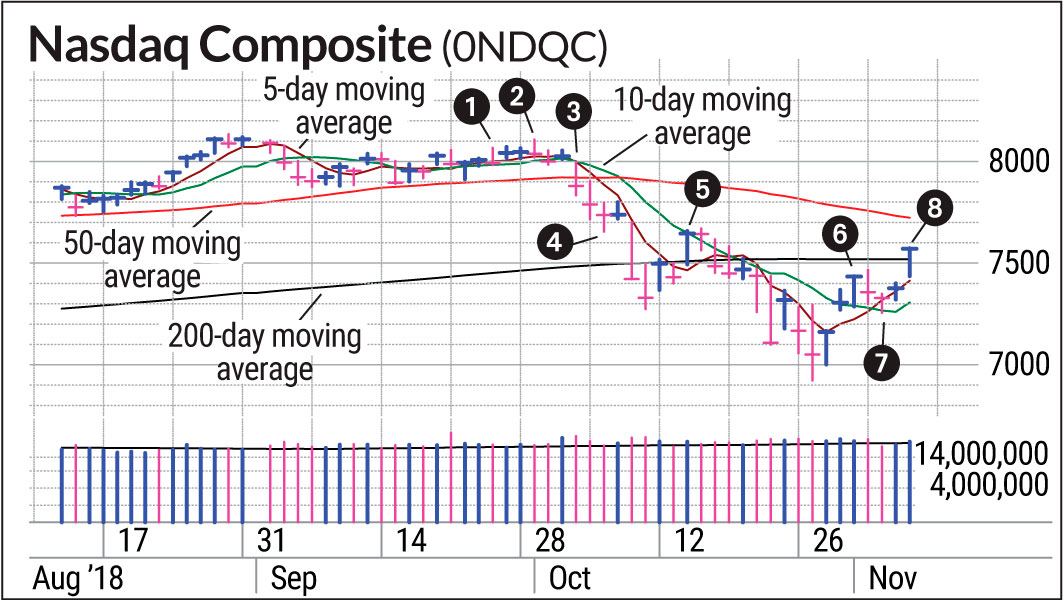 Nasdaq Composite (0NDQC)
5-day moving
average
1
2
3
10-day moving
average
8000
50-day moving
average
4
5
6
8
7500
200-day moving
average
7
7000
14,000,000
4,000,000
17
31
14
28
12
26
Aug '18
Sep
Oct
Nov